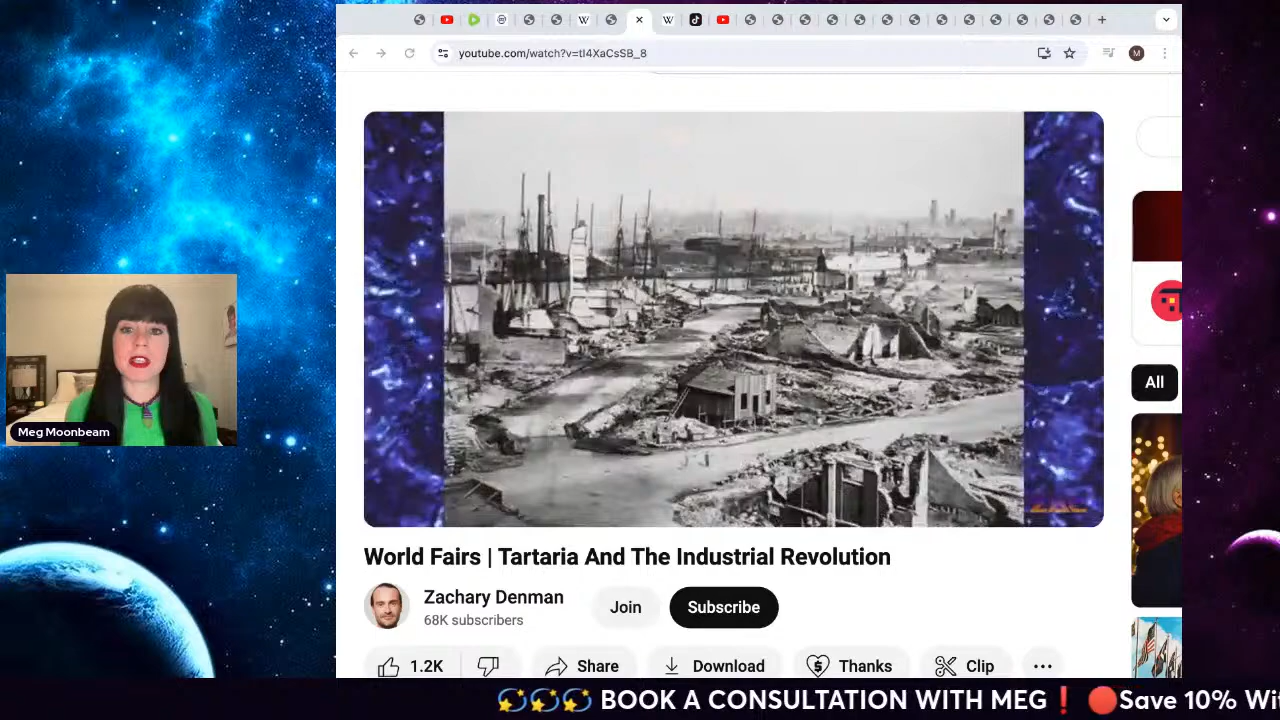 youtube.com/watch?v=tI4XaCsSB_8
M
Meg Moonbeam
All
World Fairs | Tartaria And The Industrial Revolution
Zachary Denman
68K subscribers
Join
Subscribe
1.2K
Share
Download
Thanks
Clip
💫💫💫 BOOK A CONSULTATION WITH MEG❗ 🔴Save 10% Wi